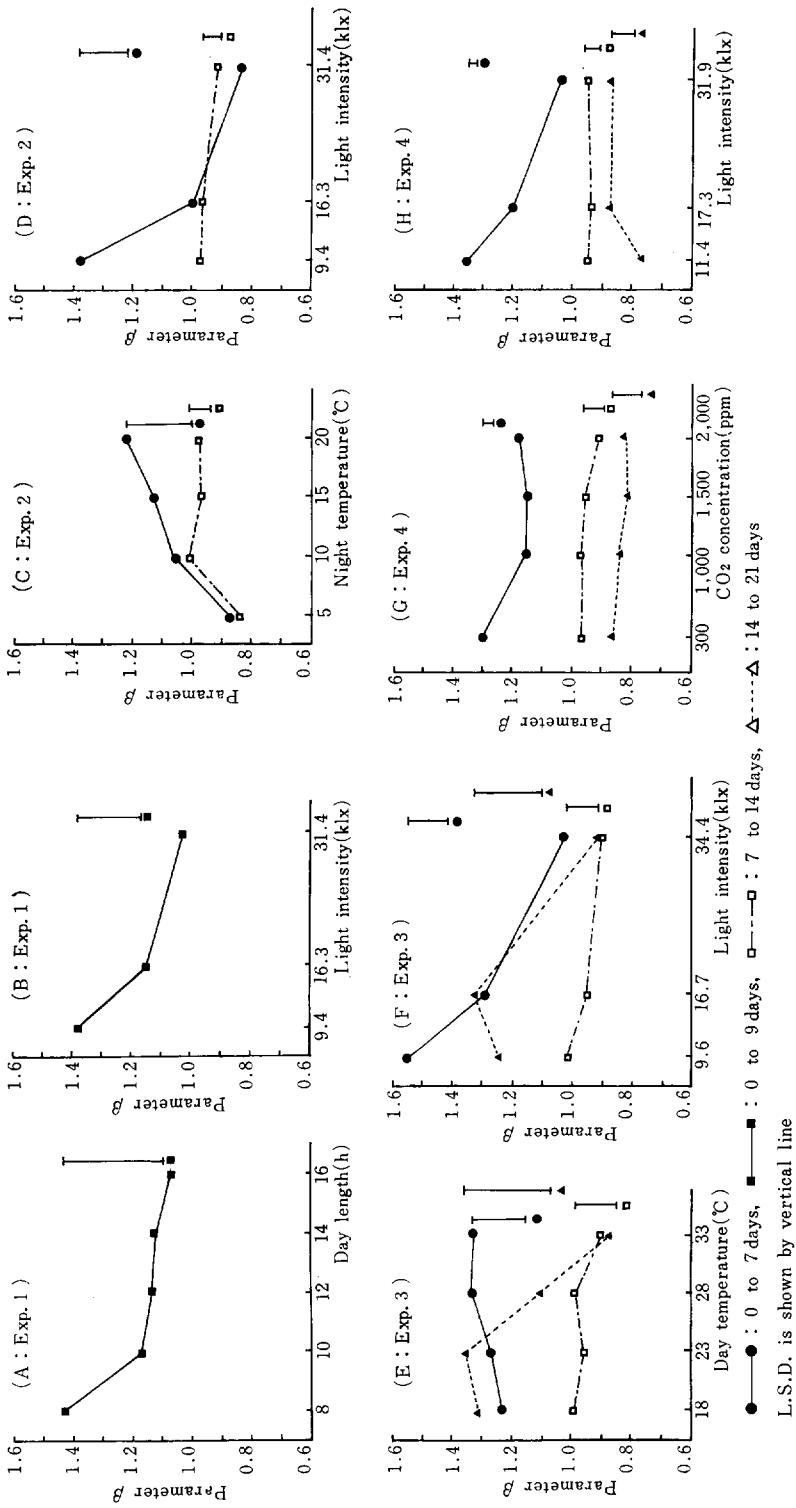 (A : Exp. 1)
Parameter β
1.6
1.4
1.2
1.0
0.8
0.6
8 10 12 14 16
Day length(h)
(B : Exp. 1)
Parameter β
1.6
1.4
1.2
1.0
0.8
0.6
9.4 16.3 31.4
Light intensity(klx)
(C : Exp. 2)
Parameter β
1.6
1.4
1.2
1.0
0.8
0.6
5 10 15 20
Night temperature(℃)
(D : Exp. 2)
Parameter β
1.6
1.4
1.2
1.0
0.8
0.6
9.4 16.3 31.4
Light intensity(klx)
(E : Exp. 3)
Parameter β
1.6
1.4
1.2
1.0
0.8
0.6
18 23 28 33
Day temperature(℃)
(F : Exp. 3)
Parameter β
1.6
1.4
1.2
1.0
0.8
0.6
9.6 16.7 34.4
Light intensity(klx)
(G : Exp. 4)
Parameter β
1.6
1.4
1.2
1.0
0.8
0.6
300 1,000 1,500 2,000
CO2 concentration(ppm)
(H : Exp. 4)
Parameter β
1.6
1.4
1.2
1.0
0.8
0.6
11.4 17.3 31.9
Light intensity(klx)
: 0 to 7 days, : 0 to 9 days, : 7 to 14 days, : 14 to 21 days
L.S.D. is shown by vertical line